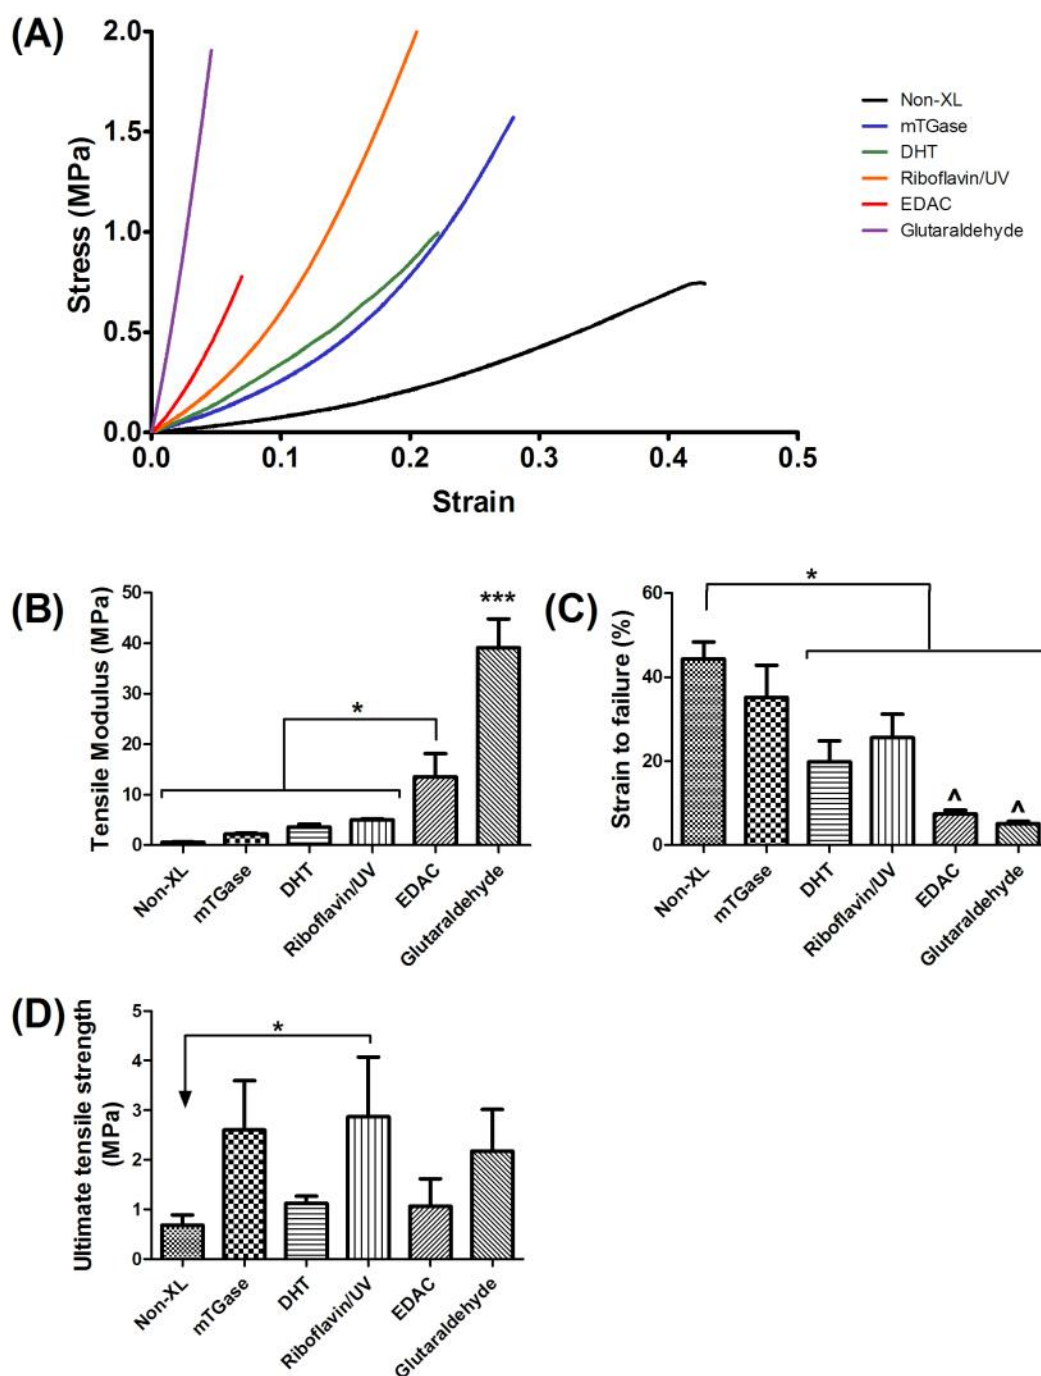 (A)
Stress (MPa)
2.0
1.5
1.0
0.5
0.0
0.0 0.1 0.2 0.3 0.4 0.5
Strain
Non-XL
mTGase
DHT
Riboflavin/UV
EDAC
Glutaraldehyde
(B)
Tensile Modulus (MPa)
50
40
30
20
10
0
*
***
Non-XL
mTGase
DHT
Riboflavin/UV
EDAC
Glutaraldehyde
(C)
Strain to failure (%)
60
40
20
0
*
^
^
Non-XL
mTGase
DHT
Riboflavin/UV
EDAC
Glutaraldehyde
(D)
Ultimate tensile strength
(MPa)
5
4
3
2
1
0
*
Non-XL
mTGase
DHT
Riboflavin/UV
EDAC
Glutaraldehyde